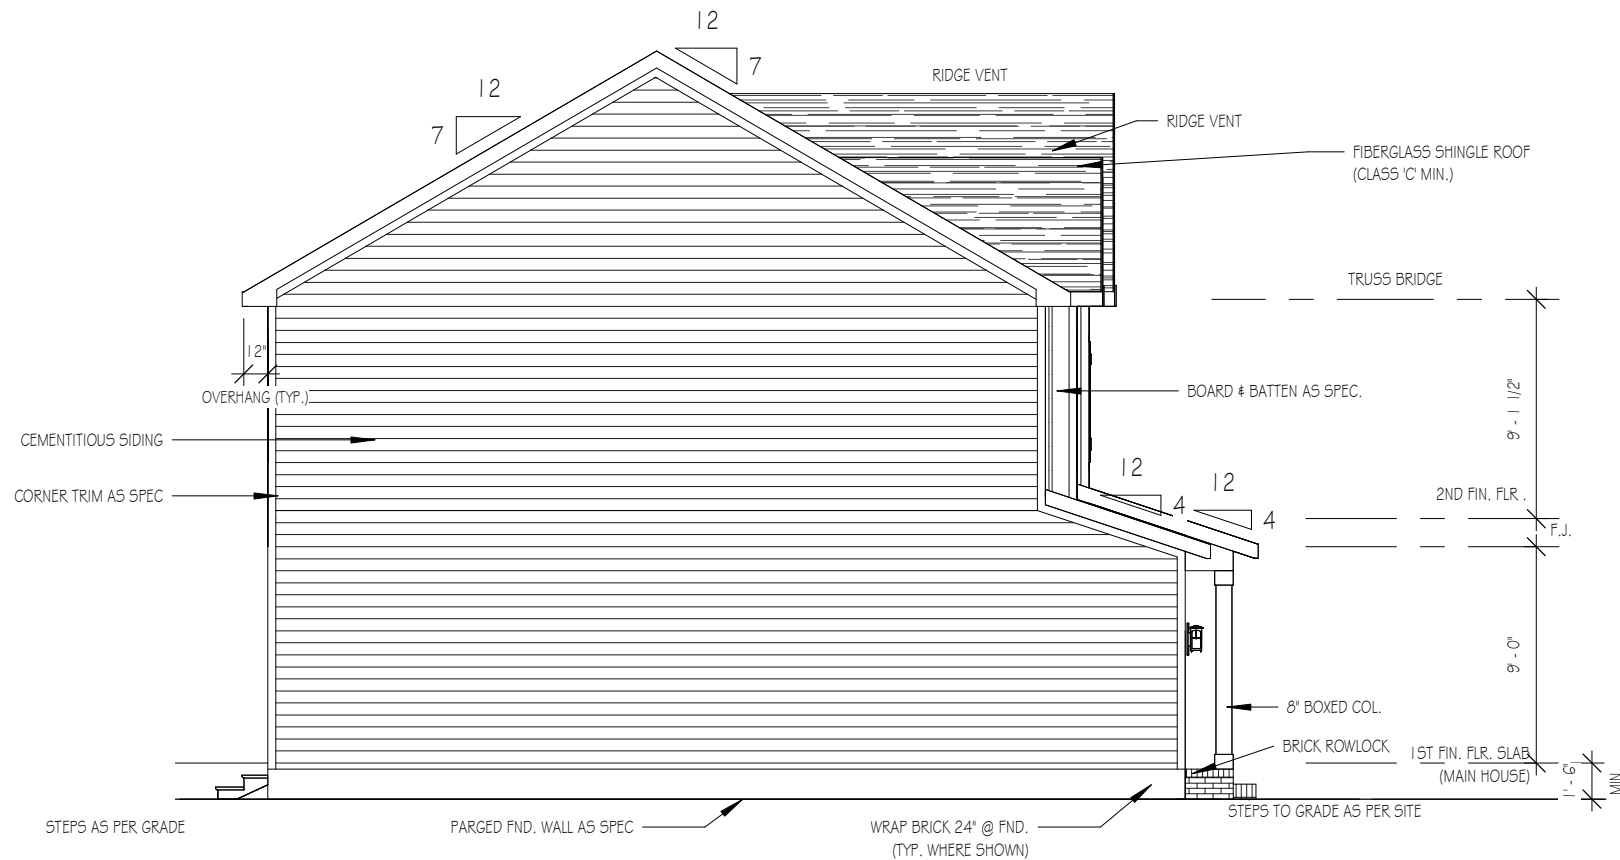 12
7
12
7
RIDGE VENT
RIDGE VENT
FIBERGLASS SHINGLE ROOF
(CLASS 'C' MIN.)
TRUSS BRIDGE
12"
OVERHANG (TYP.)
BOARD & BATTEN AS SPEC.
9' - 1 1/2"
CEMENTITIOUS SIDING
CORNER TRIM AS SPEC
12
4
12
4
2ND FIN. FLR .
F.J.
9' - 0"
8" BOXED COL.
BRICK ROWLOCK
1ST FIN. FLR. SLAB
(MAIN HOUSE)
1' - 6"
MIN.
STEPS AS PER GRADE
PARGED FND. WALL AS SPEC
WRAP BRICK 24" @ FND.
(TYP. WHERE SHOWN)
STEPS TO GRADE AS PER SITE